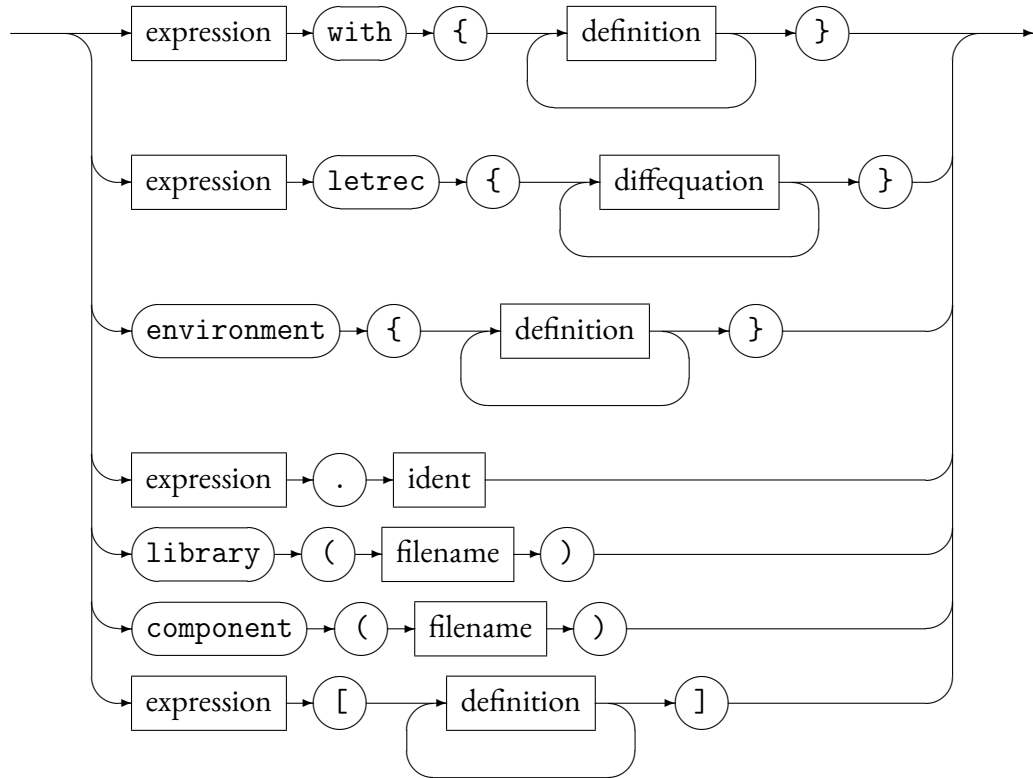 expression with { definition }
expression letrec { diffequation }
environment { definition }
expression . ident
library ( filename )
component ( filename )
expression [ definition ]